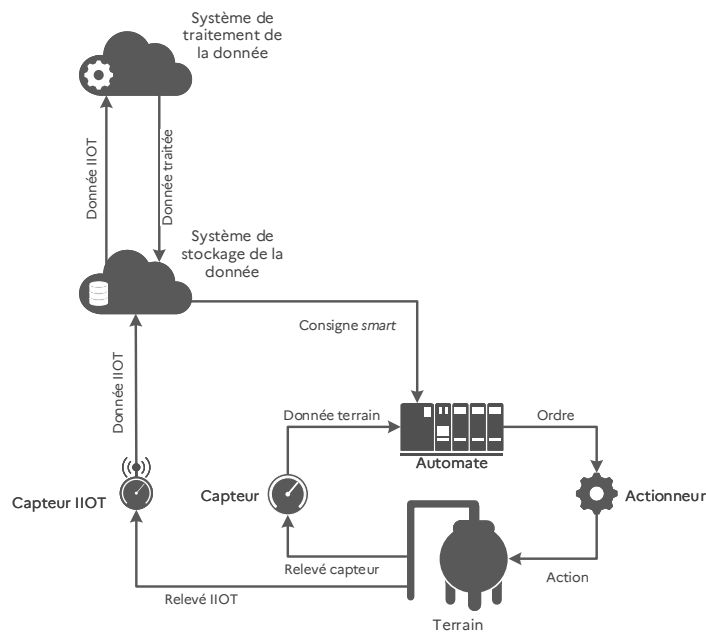 Système de
traitement de
la donnée
Donnée IIOT
Donnée traitée
Système de
stockage de la
donnée
Consigne smart
Donnée IIOT
Donnée terrain
Ordre
Automate
Capteur IIOT
Capteur
Actionneur
Relevé capteur
Action
Relevé IIOT
Terrain